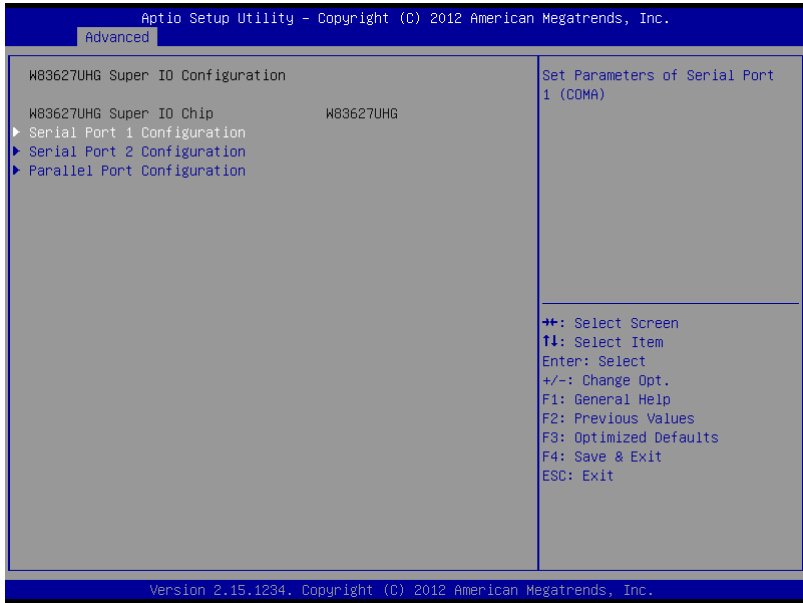 Aptio Setup Utility – Copyright (C) 2012 American Megatrends, Inc.
Advanced
W83627UHG Super IO Configuration
W83627UHG Super IO Chip W83627UHG
▶ Serial Port 1 Configuration
▶ Serial Port 2 Configuration
▶ Parallel Port Configuration
Set Parameters of Serial Port
1 (COMA)
→←: Select Screen
↑↓: Select Item
Enter: Select
+/-: Change Opt.
F1: General Help
F2: Previous Values
F3: Optimized Defaults
F4: Save & Exit
ESC: Exit
Version 2.15.1234. Copyright (C) 2012 American Megatrends, Inc.